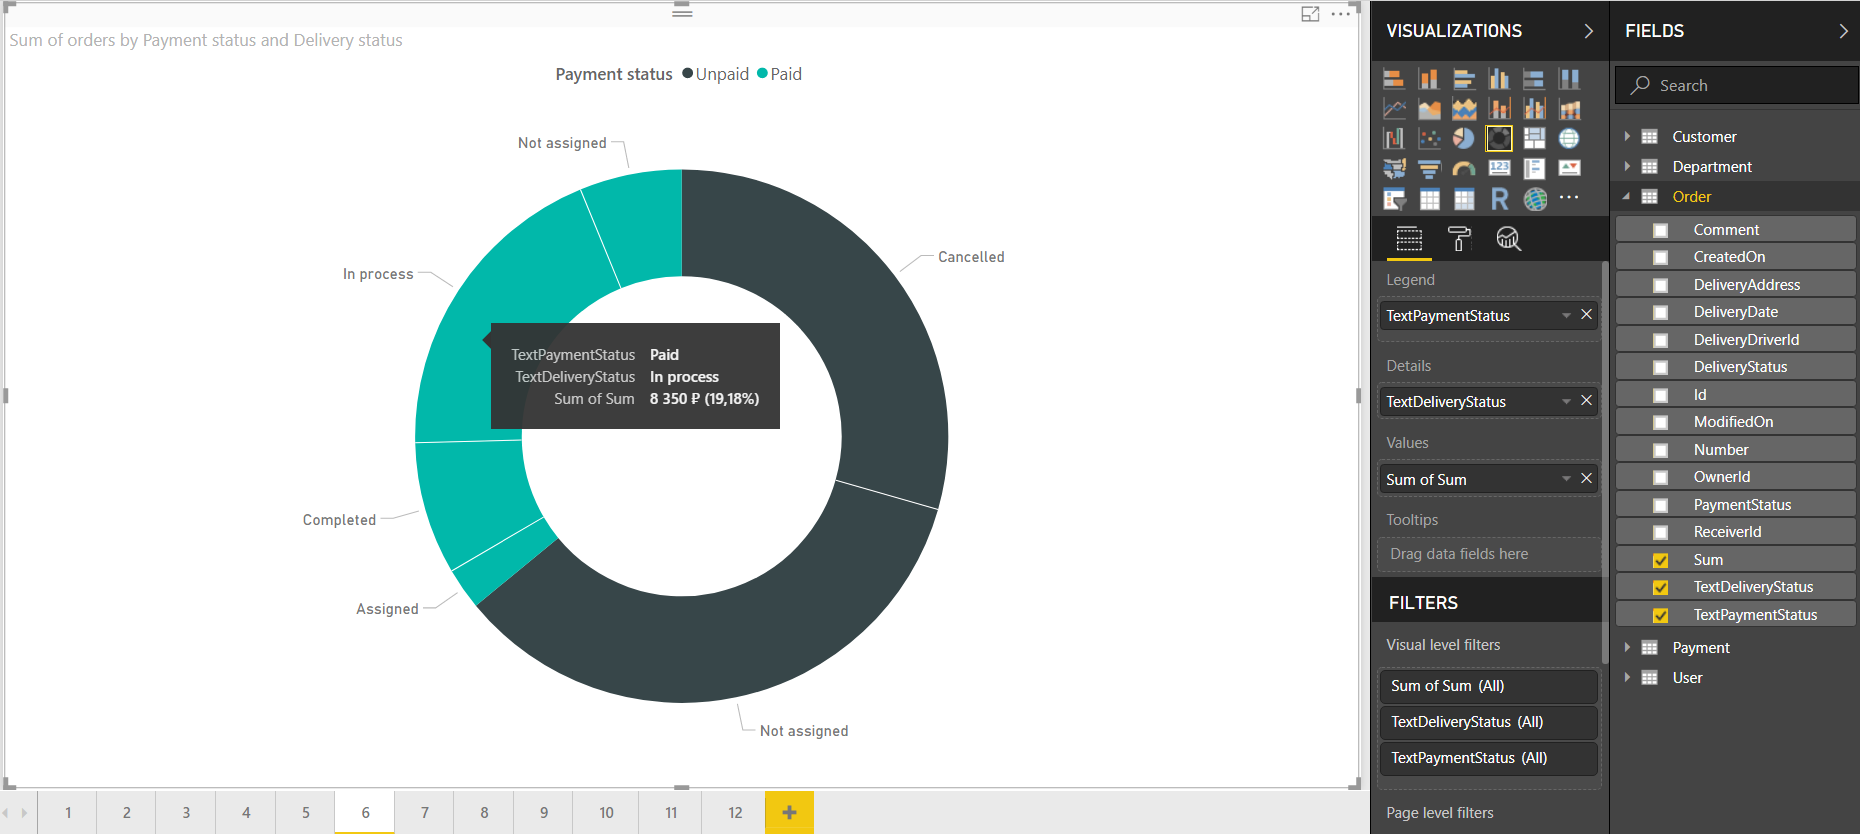 Sum of orders by Payment status and Delivery status
Payment status Unpaid Paid
Not assigned
Cancelled
In process
TextPaymentStatus Paid
TextDeliveryStatus In process
Sum of Sum 8 350 ₽ (19,18%)
Completed
Assigned
Not assigned
1 2 3 4 5 6 7 8 9 10 11 12 +
VISUALIZATIONS
123
R
Legend
TextPaymentStatus
Details
TextDeliveryStatus
Values
Sum of Sum
Tooltips
Drag data fields here
FILTERS
Visual level filters
Sum of Sum (All)
TextDeliveryStatus (All)
TextPaymentStatus (All)
Page level filters
FIELDS
Search
Customer
Department
Order
Comment
CreatedOn
DeliveryAddress
DeliveryDate
DeliveryDriverId
DeliveryStatus
Id
ModifiedOn
Number
OwnerId
PaymentStatus
ReceiverId
Sum
TextDeliveryStatus
TextPaymentStatus
Payment
User